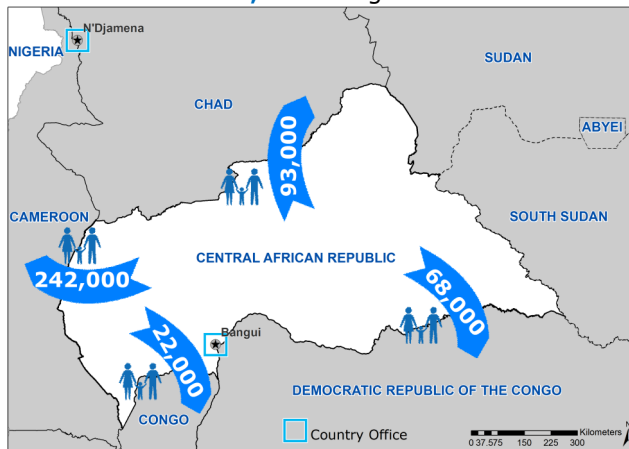 N'Djamena
NIGERIA
SUDAN
CHAD
ABYEI
93,000
CAMEROON
SOUTH SUDAN
CENTRAL AFRICAN REPUBLIC
242,000
68,000
22,000
Bangui
DEMOCRATIC REPUBLIC OF THE CONGO
CONGO
Country Office
Kilometers
0 37.575 150 225 300